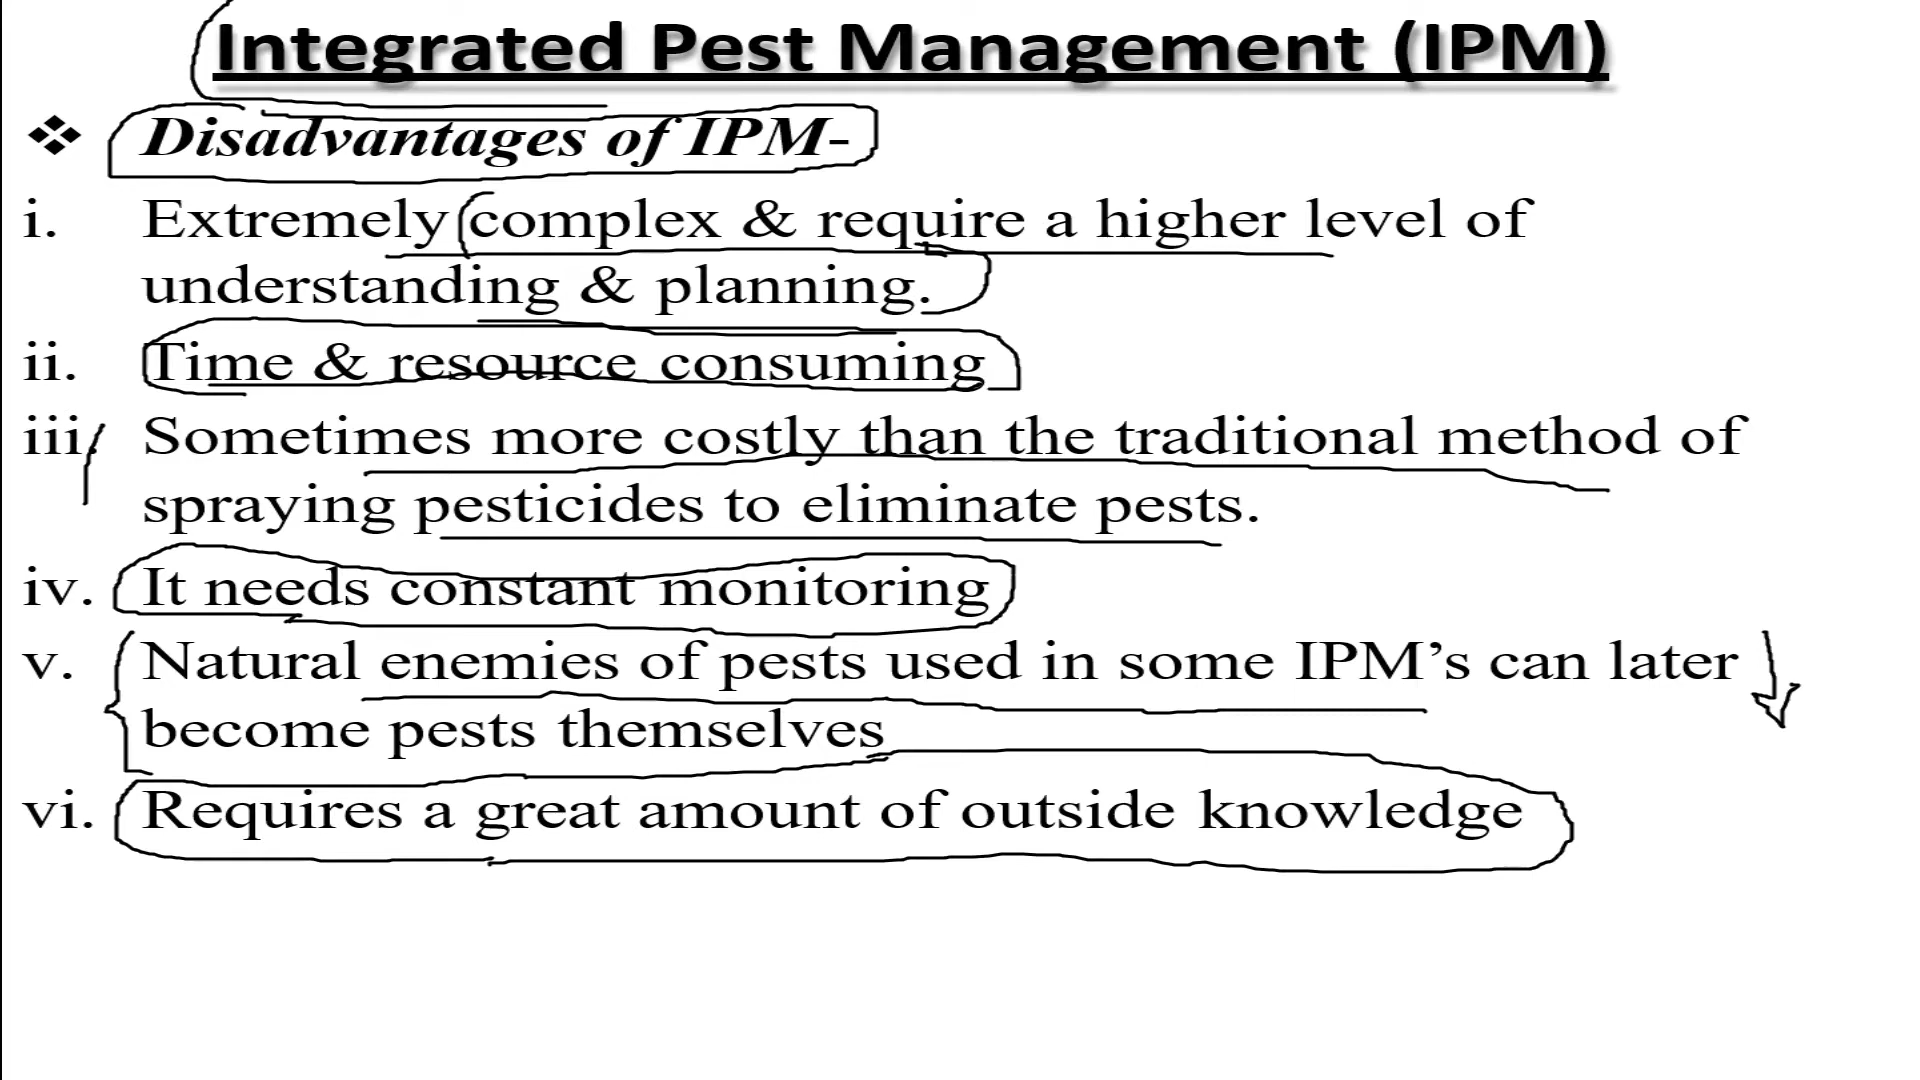 Integrated Pest Management (IPM)
❖ Disadvantages of IPM-
i. Extremely complex & require a higher level of
understanding & planning.
ii. Time & resource consuming
iii. Sometimes more costly than the traditional method of
spraying pesticides to eliminate pests.
iv. It needs constant monitoring
v. Natural enemies of pests used in some IPM’s can later
become pests themselves
vi. Requires a great amount of outside knowledge